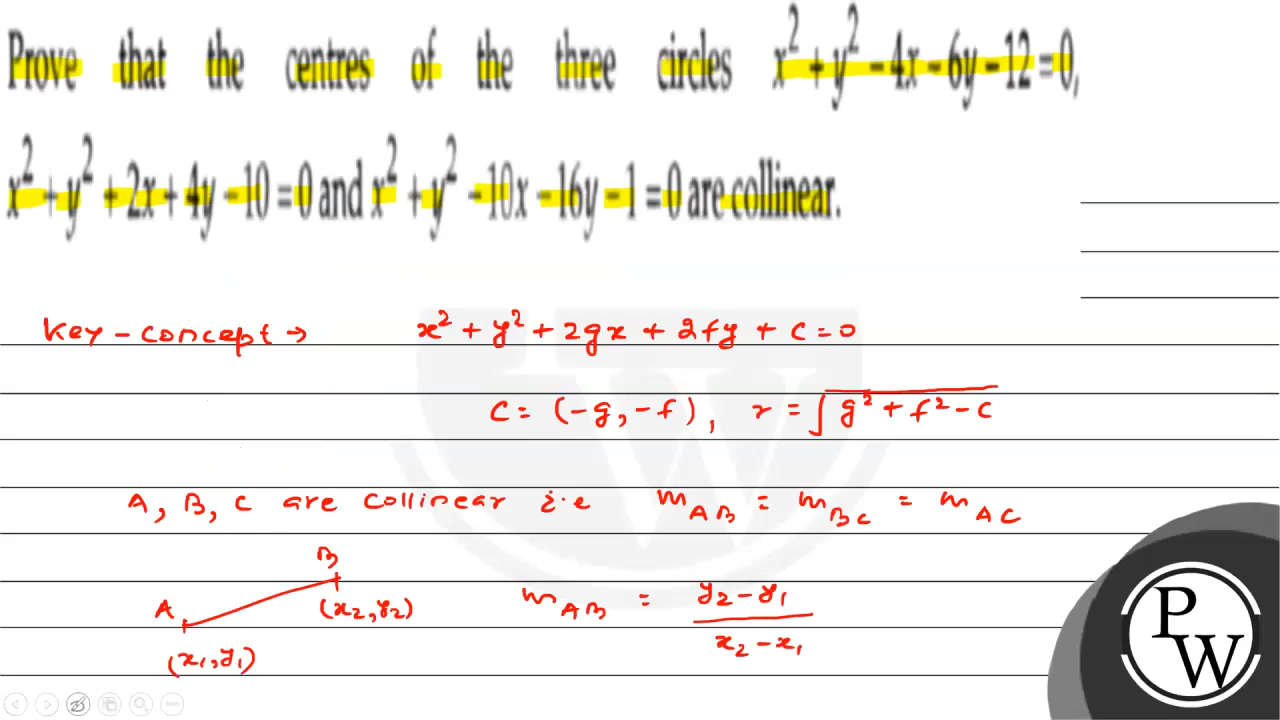 Prove that the centres of the three circles x² + y² − 4x − 6y − 12 = 0,
x² + y² + 2x + 4y − 10 = 0 and x² + y² − 10x − 16y − 1 = 0 are collinear.
Key-concept → x² + y² + 2gx + 2fy + c = 0
C = (-g, -f), r = √g² + f² - c
A, B, C are collinear i.e m_AB = m_BC = m_AC
B
A m_AB = y₂ - y₁ / x₂ - x₁
(x₂, y₂)
(x₁, y₁)
P
W